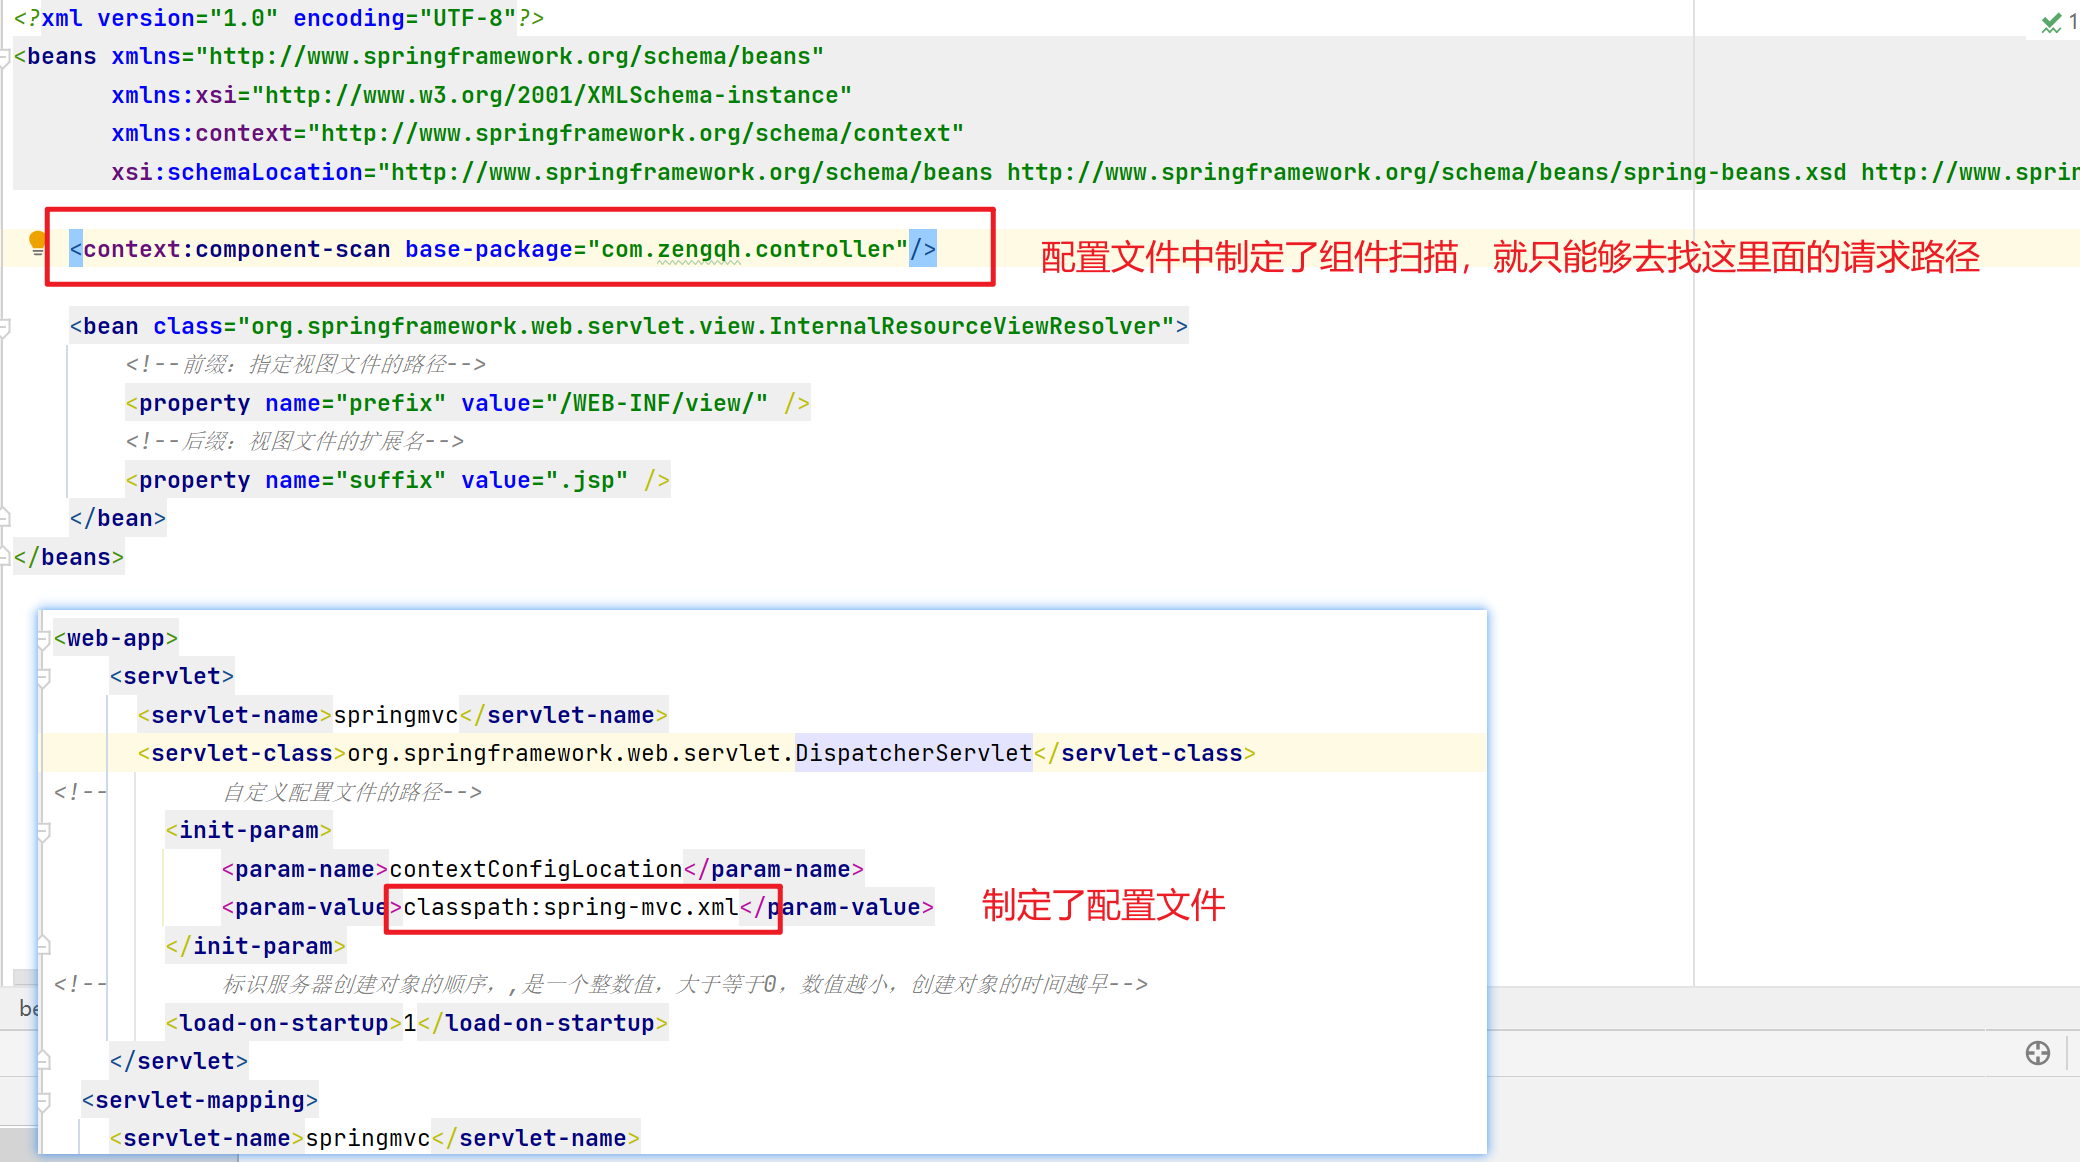 <?xml version="1.0" encoding="UTF-8"?>
1
<beans xmlns="http://www.springframework.org/schema/beans"
xmlns:xsi="http://www.w3.org/2001/XMLSchema-instance"
xmlns:context="http://www.springframework.org/schema/context"
xsi:schemaLocation="http://www.springframework.org/schema/beans http://www.springframework.org/schema/beans/spring-beans.xsd http://www.sprin
<context:component-scan base-package="com.zengqh.controller"/>
配置文件中制定了组件扫描，就只能够去找这里面的请求路径
<bean class="org.springframework.web.servlet.view.InternalResourceViewResolver">
<!--前缀：指定视图文件的路径-->
<property name="prefix" value="/WEB-INF/view/" />
<!--后缀：视图文件的扩展名-->
<property name="suffix" value=".jsp" />
</bean>
</beans>
<web-app>
<servlet>
<servlet-name>springmvc</servlet-name>
<servlet-class>org.springframework.web.servlet.DispatcherServlet</servlet-class>
<!-- 自定义配置文件的路径-->
<init-param>
<param-name>contextConfigLocation</param-name>
<param-value>classpath:spring-mvc.xml</param-value>
制定了配置文件
</init-param>
<!-- 标识服务器创建对象的顺序，,是一个整数值，大于等于0，数值越小，创建对象的时间越早-->
be
<load-on-startup>1</load-on-startup>
</servlet>
<servlet-mapping>
<servlet-name>springmvc</servlet-name>